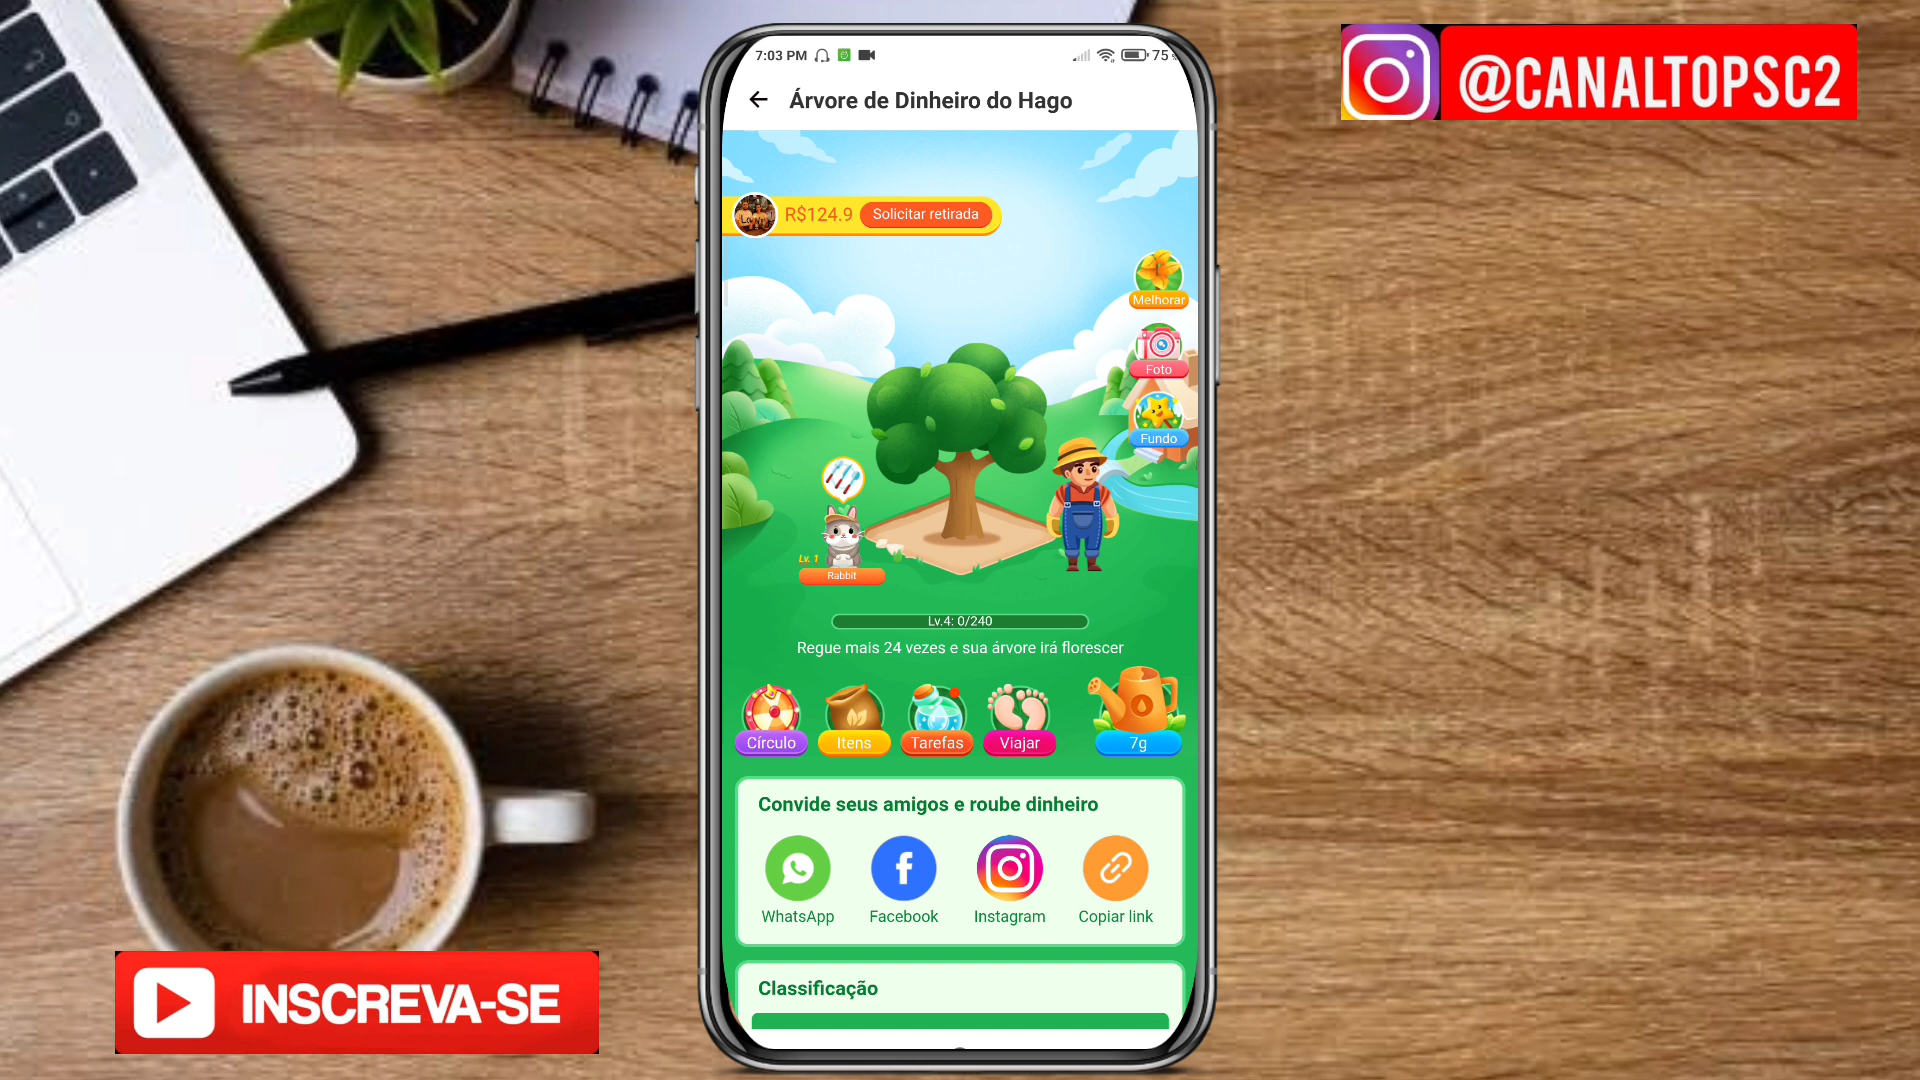 7:03 PM
75
Árvore de Dinheiro do Hago
@CANALTOPSC2
R$124.9
Solicitar retirada
Melhorar
Foto
Fundo
Lv. 1
Rabbit
Lv.4: 0/240
Regue mais 24 vezes e sua árvore irá florescer
Círculo
Itens
Tarefas
Viajar
7g
Convide seus amigos e roube dinheiro
WhatsApp
Facebook
Instagram
Copiar link
Classificação
INSCREVA-SE